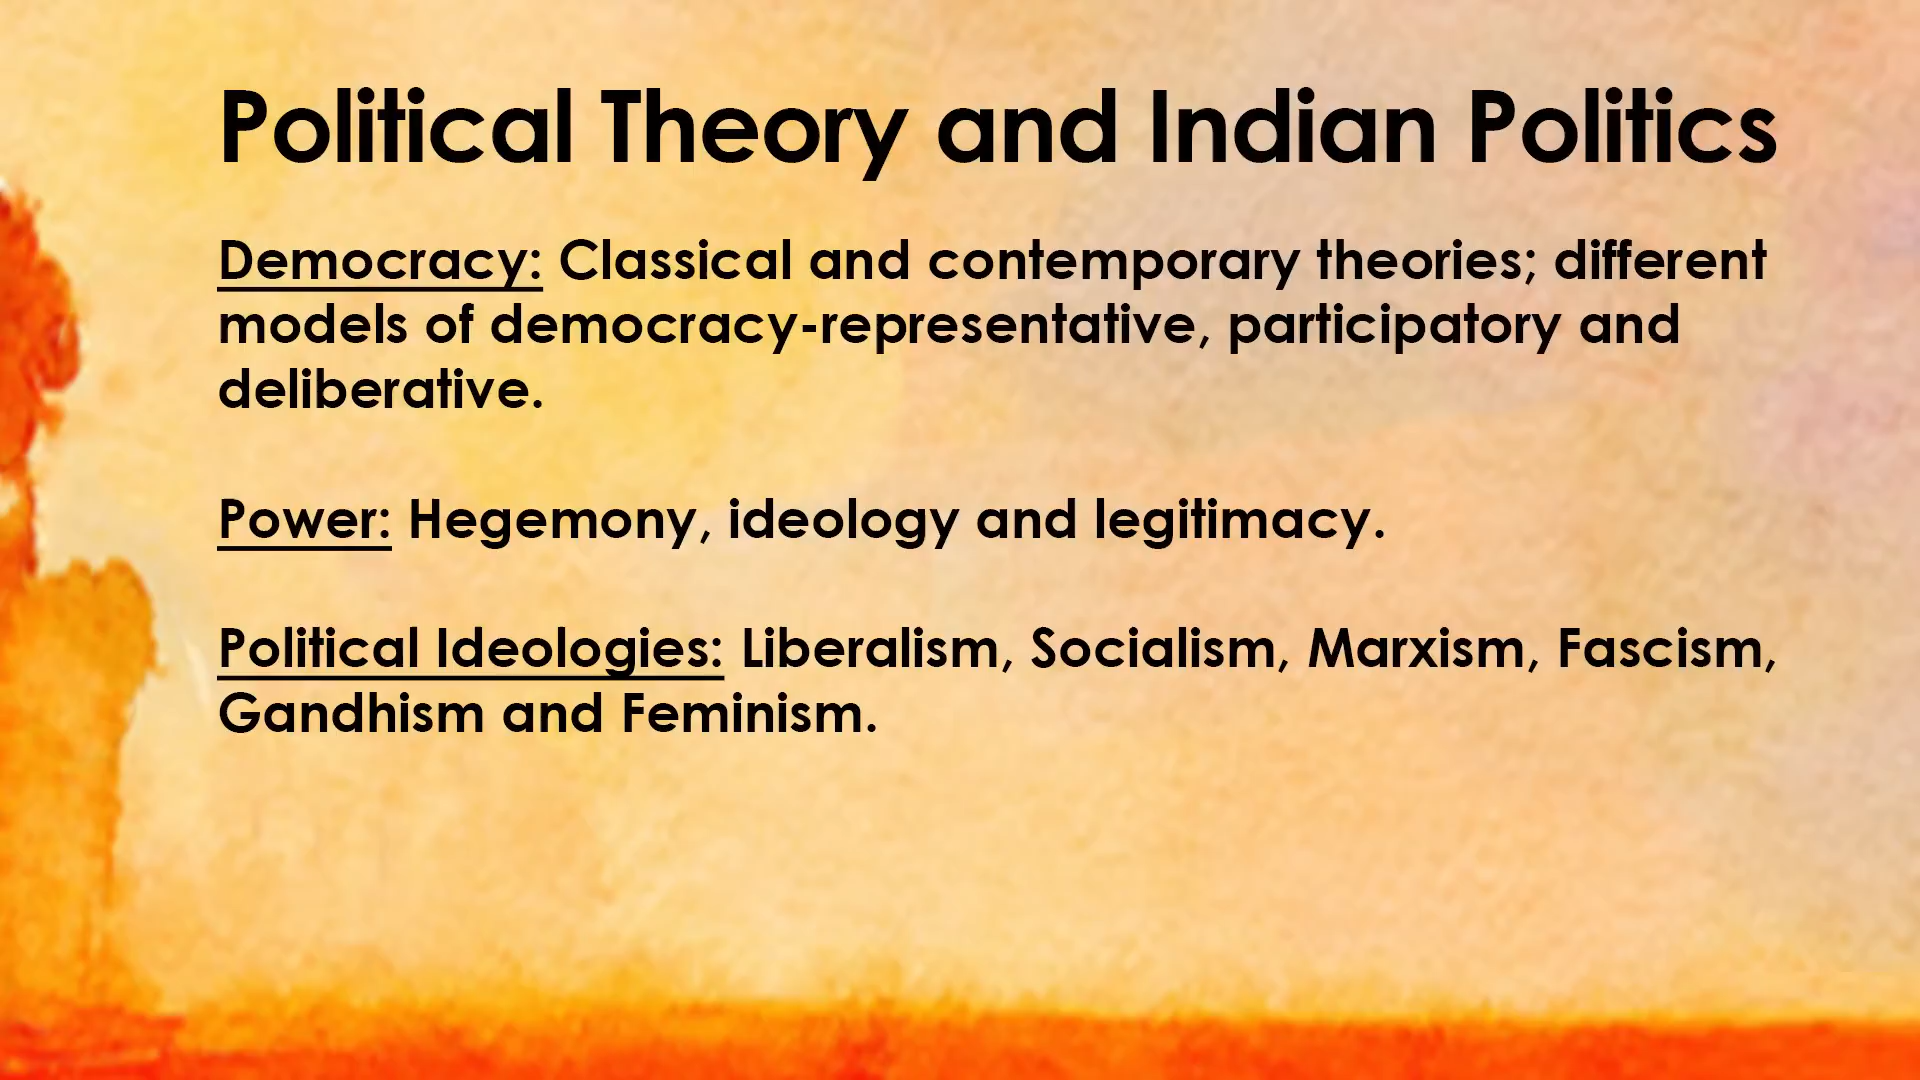 Political Theory and Indian Politics
Democracy: Classical and contemporary theories; different
models of democracy-representative, participatory and
deliberative.
Power: Hegemony, ideology and legitimacy.
Political Ideologies: Liberalism, Socialism, Marxism, Fascism,
Gandhism and Feminism.